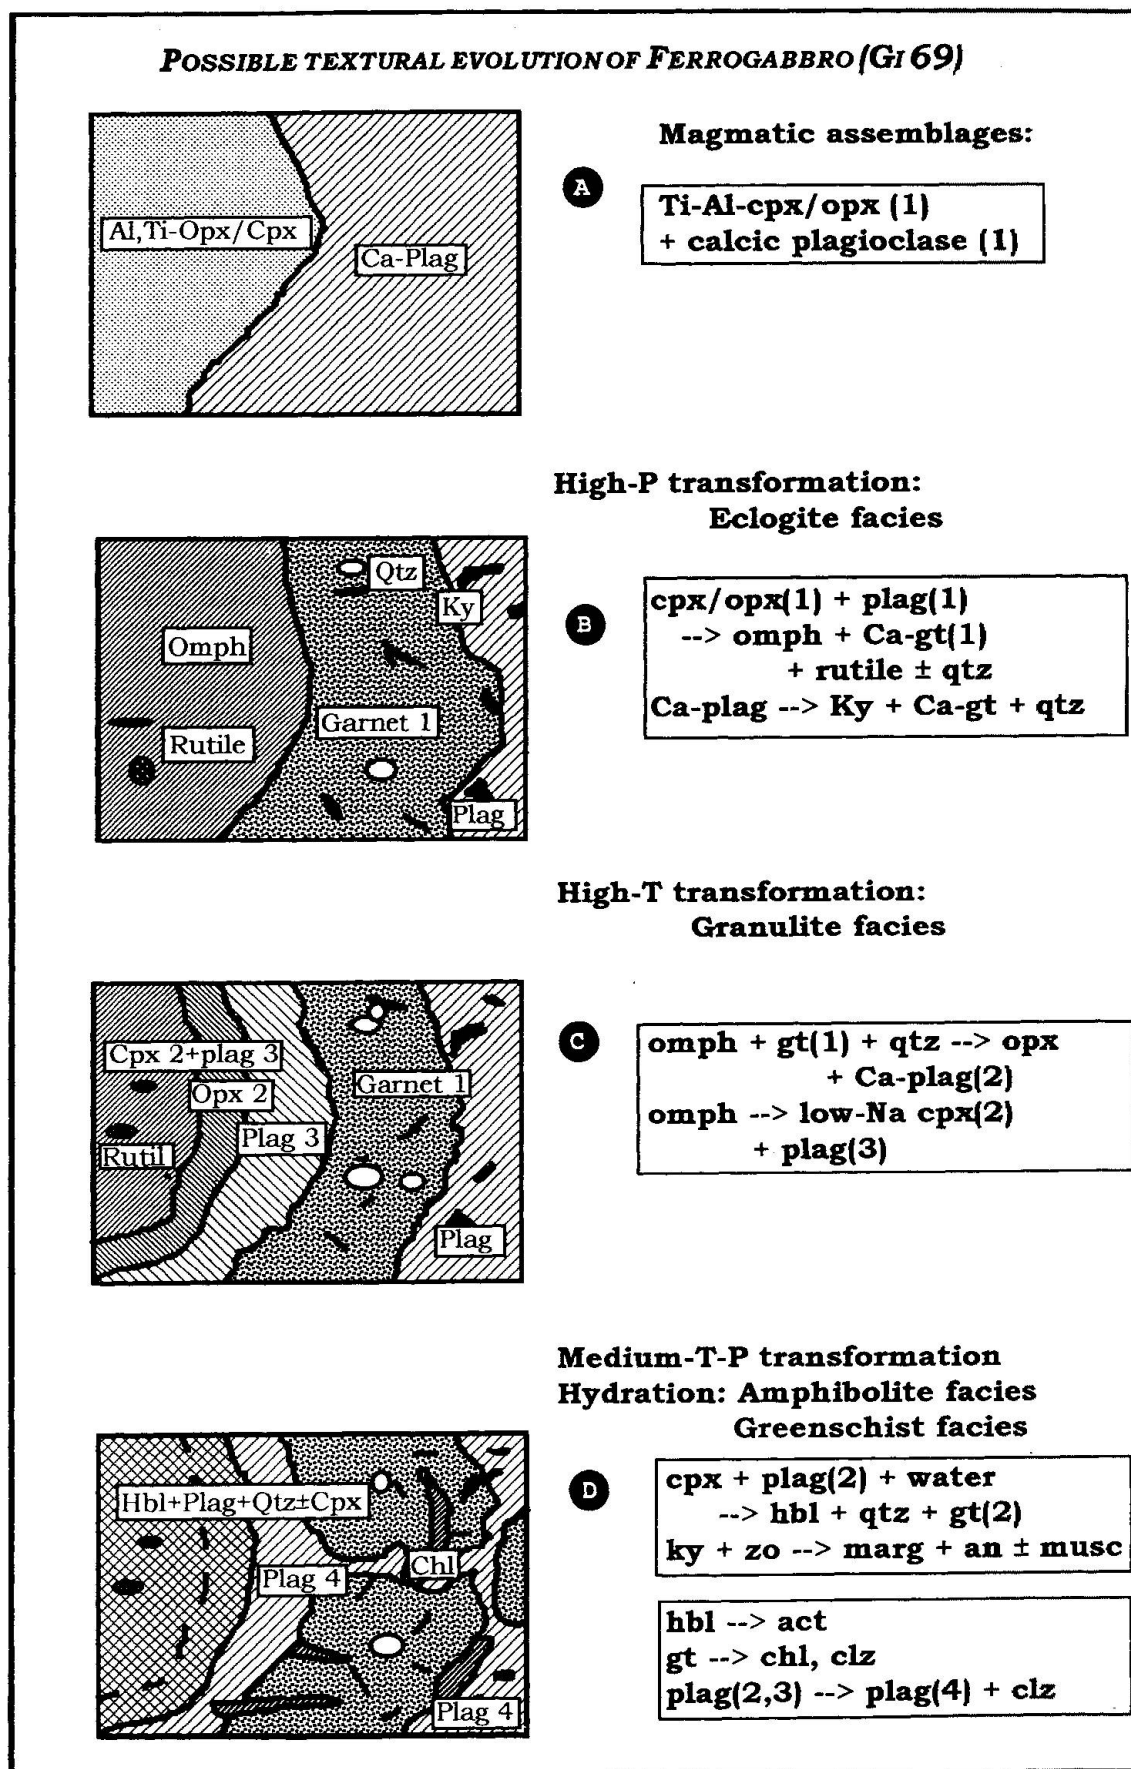 POSSIBLE TEXTURAL EVOLUTION OF FERROGABBRO (GI 69)
Al,Ti-Opx/Cpx
Ca-Plag
Magmatic assemblages:
A
Ti-Al-cpx/opx (1)
+ calcic plagioclase (1)
High-P transformation:
Eclogite facies
Qtz
Ky
Omph
Garnet 1
Rutile
Plag
B
cpx/opx(1) + plag(1)
--> omph + Ca-gt(1)
+ rutile ± qtz
Ca-plag --> Ky + Ca-gt + qtz
High-T transformation:
Granulite facies
Cpx 2+plag 3
Opx 2
Garnet 1
Plag 3
Rutil
Plag
C
omph + gt(1) + qtz --> opx
+ Ca-plag(2)
omph --> low-Na cpx(2)
+ plag(3)
Medium-T-P transformation
Hydration: Amphibolite facies
Greenschist facies
Hbl+Plag+Qtz±Cpx
Chl
Plag 4
Plag 4
D
cpx + plag(2) + water
--> hbl + qtz + gt(2)
ky + zo --> marg + an ± musc
hbl --> act
gt --> chl, clz
plag(2,3) --> plag(4) + clz